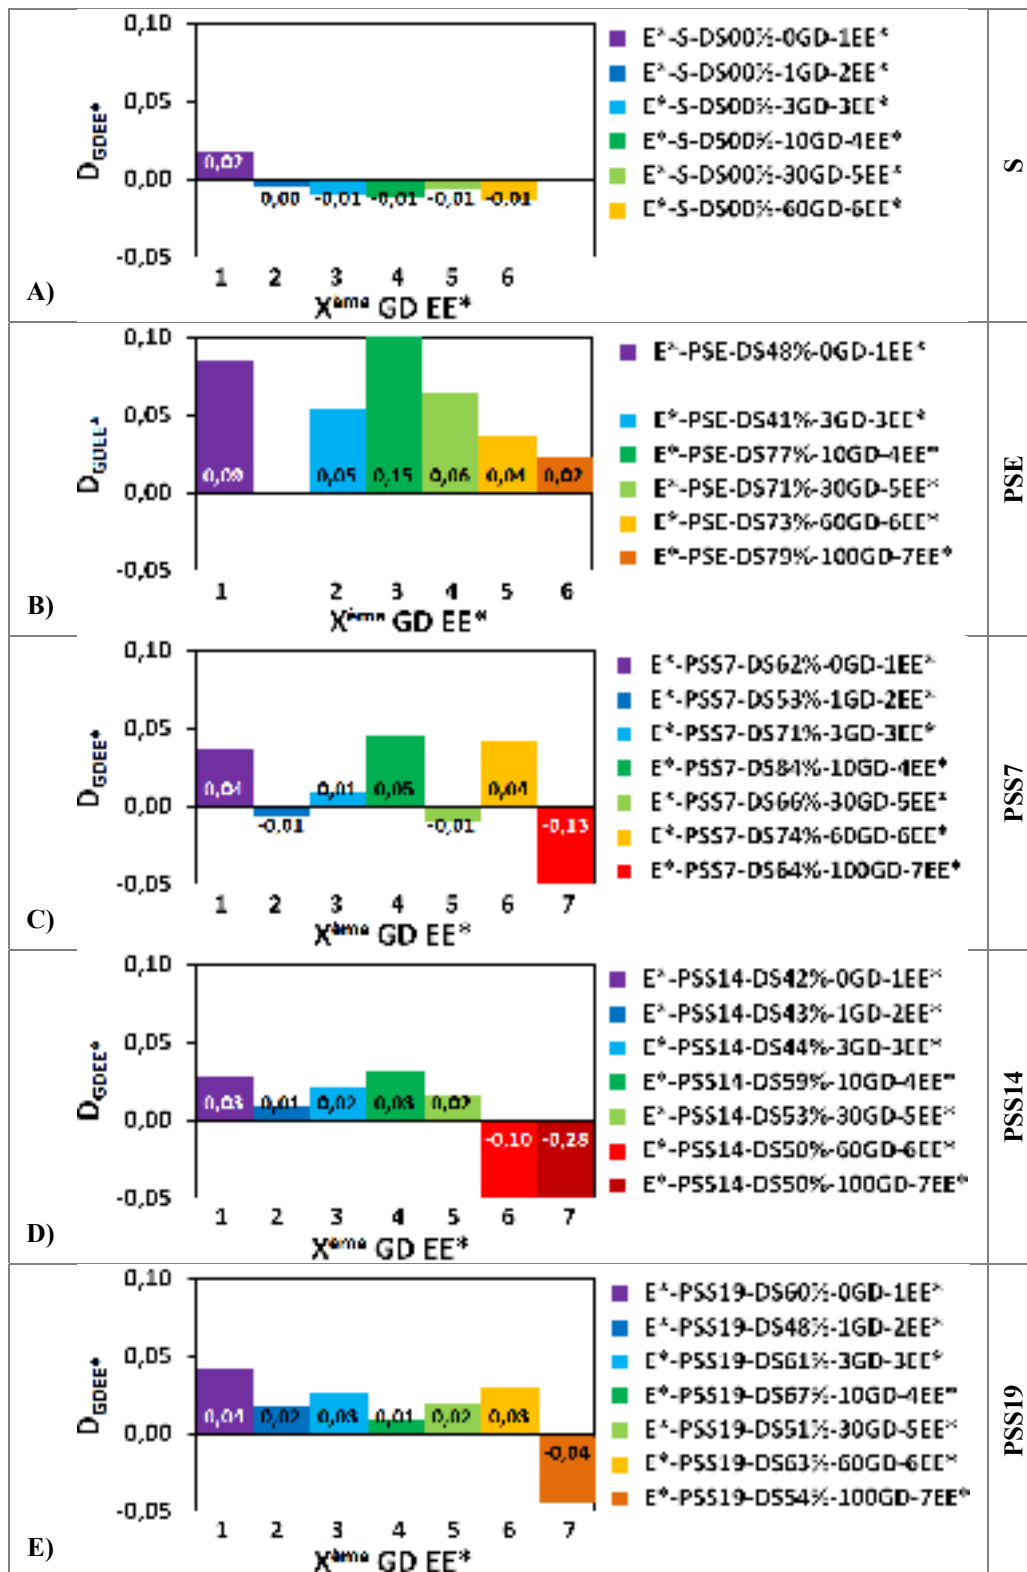 0,10
0,05
0,00
-0,05
D_GDEE*
0,02
0,00 -0,01 -0,01 -0,01 -0,01
1 2 3 4 5 6
Xème GD EE*
E*-S-DS00%-0GD-1EE*
E*-S-DS00%-1GD-2EE*
E*-S-DS00%-3GD-3EE*
E*-S-DS00%-10GD-4EE*
E*-S-DS00%-30GD-5EE*
E*-S-DS00%-60GD-6EE*
A)
S
0,10
0,05
0,00
-0,05
D_GDEE*
0,09 0,05 0,15 0,06 0,04 0,02
1 2 3 4 5 6
Xème GD EE*
E*-PSE-DS48%-0GD-1EE*
E*-PSE-DS41%-3GD-3EE*
E*-PSE-DS77%-10GD-4EE*
E*-PSE-DS71%-30GD-5EE*
E*-PSE-DS73%-60GD-6EE*
E*-PSE-DS79%-100GD-7EE*
B)
PSE
0,10
0,05
0,00
-0,05
D_GDEE*
0,04 -0,01 0,01 0,05 -0,01 0,04 -0,13
1 2 3 4 5 6 7
Xème GD EE*
E*-PSS7-DS62%-0GD-1EE*
E*-PSS7-DS53%-1GD-2EE*
E*-PSS7-DS71%-3GD-3EE*
E*-PSS7-DS84%-10GD-4EE*
E*-PSS7-DS66%-30GD-5EE*
E*-PSS7-DS74%-60GD-6EE*
E*-PSS7-DS64%-100GD-7EE*
C)
PSS7
0,10
0,05
0,00
-0,05
D_GDEE*
0,03 0,01 0,02 0,03 0,02 -0,10 -0,28
1 2 3 4 5 6 7
Xème GD EE*
E*-PSS14-DS42%-0GD-1EE*
E*-PSS14-DS43%-1GD-2EE*
E*-PSS14-DS44%-3GD-3EE*
E*-PSS14-DS59%-10GD-4EE*
E*-PSS14-DS53%-30GD-5EE*
E*-PSS14-DS50%-60GD-6EE*
E*-PSS14-DS50%-100GD-7EE*
D)
PSS14
0,10
0,05
0,00
-0,05
D_GDEE*
0,04 0,02 0,03 0,01 0,02 0,03 -0,04
1 2 3 4 5 6 7
Xème GD EE*
E*-PSS19-DS60%-0GD-1EE*
E*-PSS19-DS48%-1GD-2EE*
E*-PSS19-DS61%-3GD-3EE*
E*-PSS19-DS67%-10GD-4EE*
E*-PSS19-DS51%-30GD-5EE*
E*-PSS19-DS63%-60GD-6EE*
E*-PSS19-DS54%-100GD-7EE*
E)
PSS19